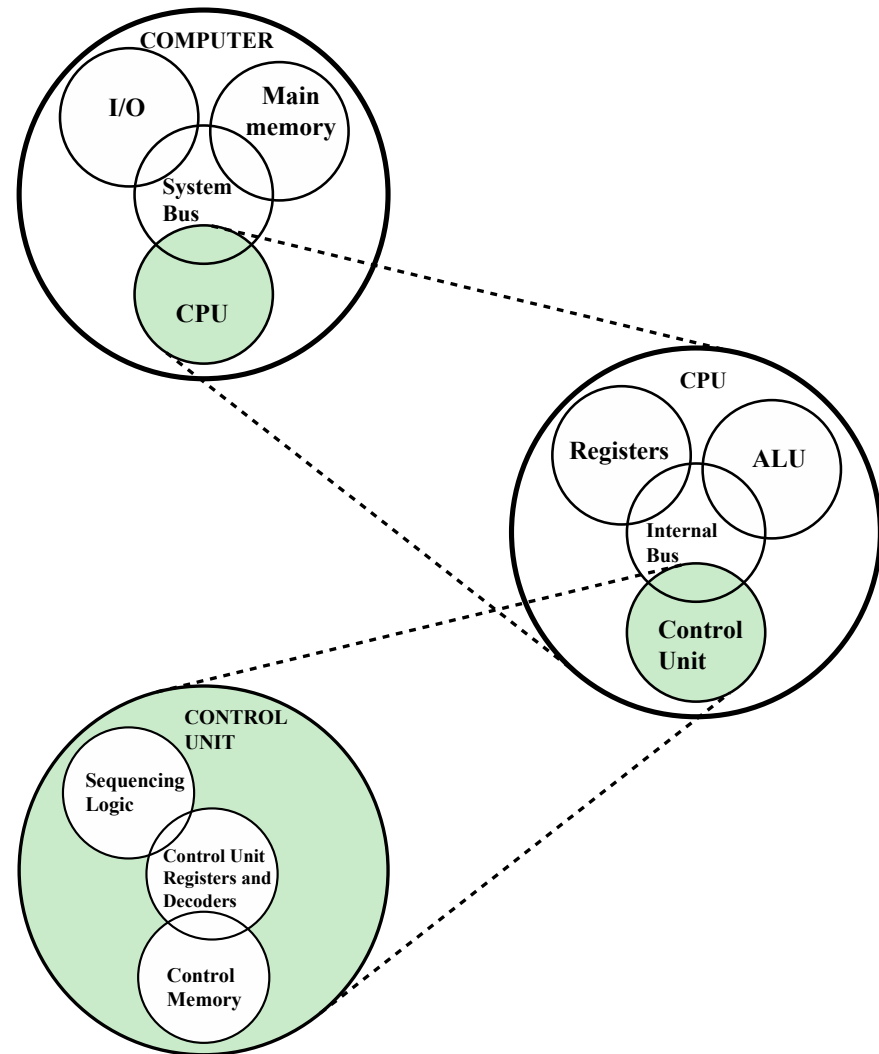 COMPUTER
I/O
Main
memory
System
Bus
CPU
CPU
Registers
ALU
Internal
Bus
Control
Unit
CONTROL
UNIT
Sequencing
Logic
Control Unit
Registers and
Decoders
Control
Memory